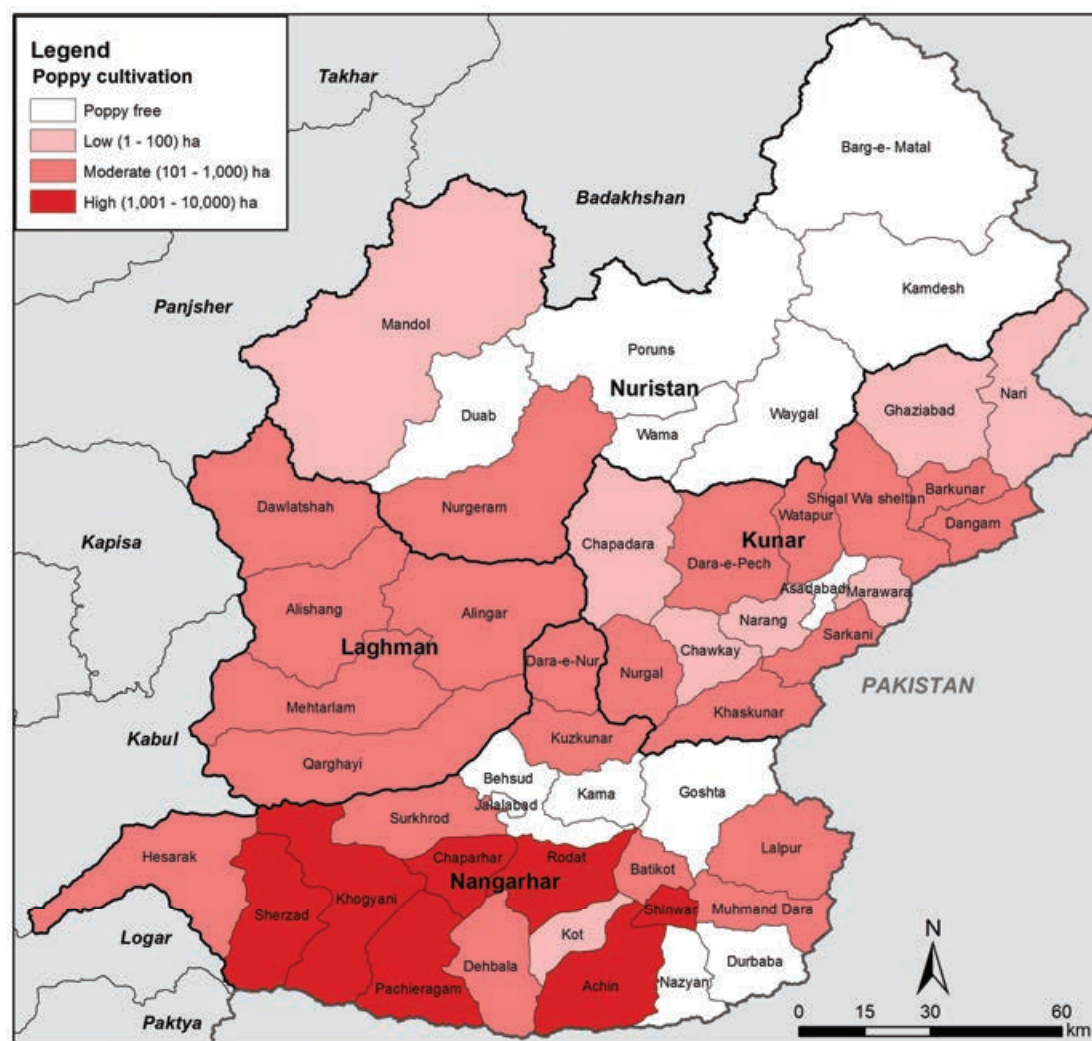 Legend
Poppy cultivation
Poppy free
Low (1 - 100) ha
Moderate (101 - 1,000) ha
High (1,001 - 10,000) ha
Takhar
Badakhshan
Barg-e- Matal
Panjsher
Kamdesh
Mandol
Poruns
Nuristan
Duab
Wama
Waygal
Ghaziabad
Nari
Dawlatshah
Nurgeram
Shigal Wa sheltan
Barkunar
Watapur
Dangam
Kapisa
Chapadara
Kunar
Dara-e-Pech
Asadabad
Marawara
Alishang
Alingar
Narang
Sarkani
Laghman
Dara-e-Nur
Nurgal
Chawkay
PAKISTAN
Mehtarlam
Khaskunar
Kabul
Qarghayi
Kuzkunar
Behsud
Kama
Goshta
Jalalabad
Surkhrod
Hesarak
Chaparhar
Rodat
Batikot
Lalpur
Nangarhar
Khogyani
Sherzad
Shinwar
Muhmand Dara
Logar
Kot
Dehbala
Durbaba
Pachieragam
Achin
Nazyan
Paktya
N
0 15 30 60
km